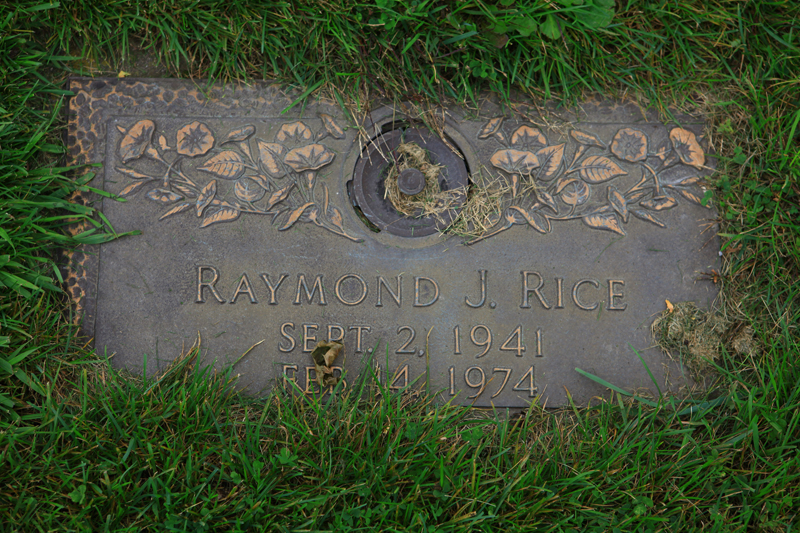 RAYMOND J. RICE
SEPT. 2, 1941
FEB 14, 1974